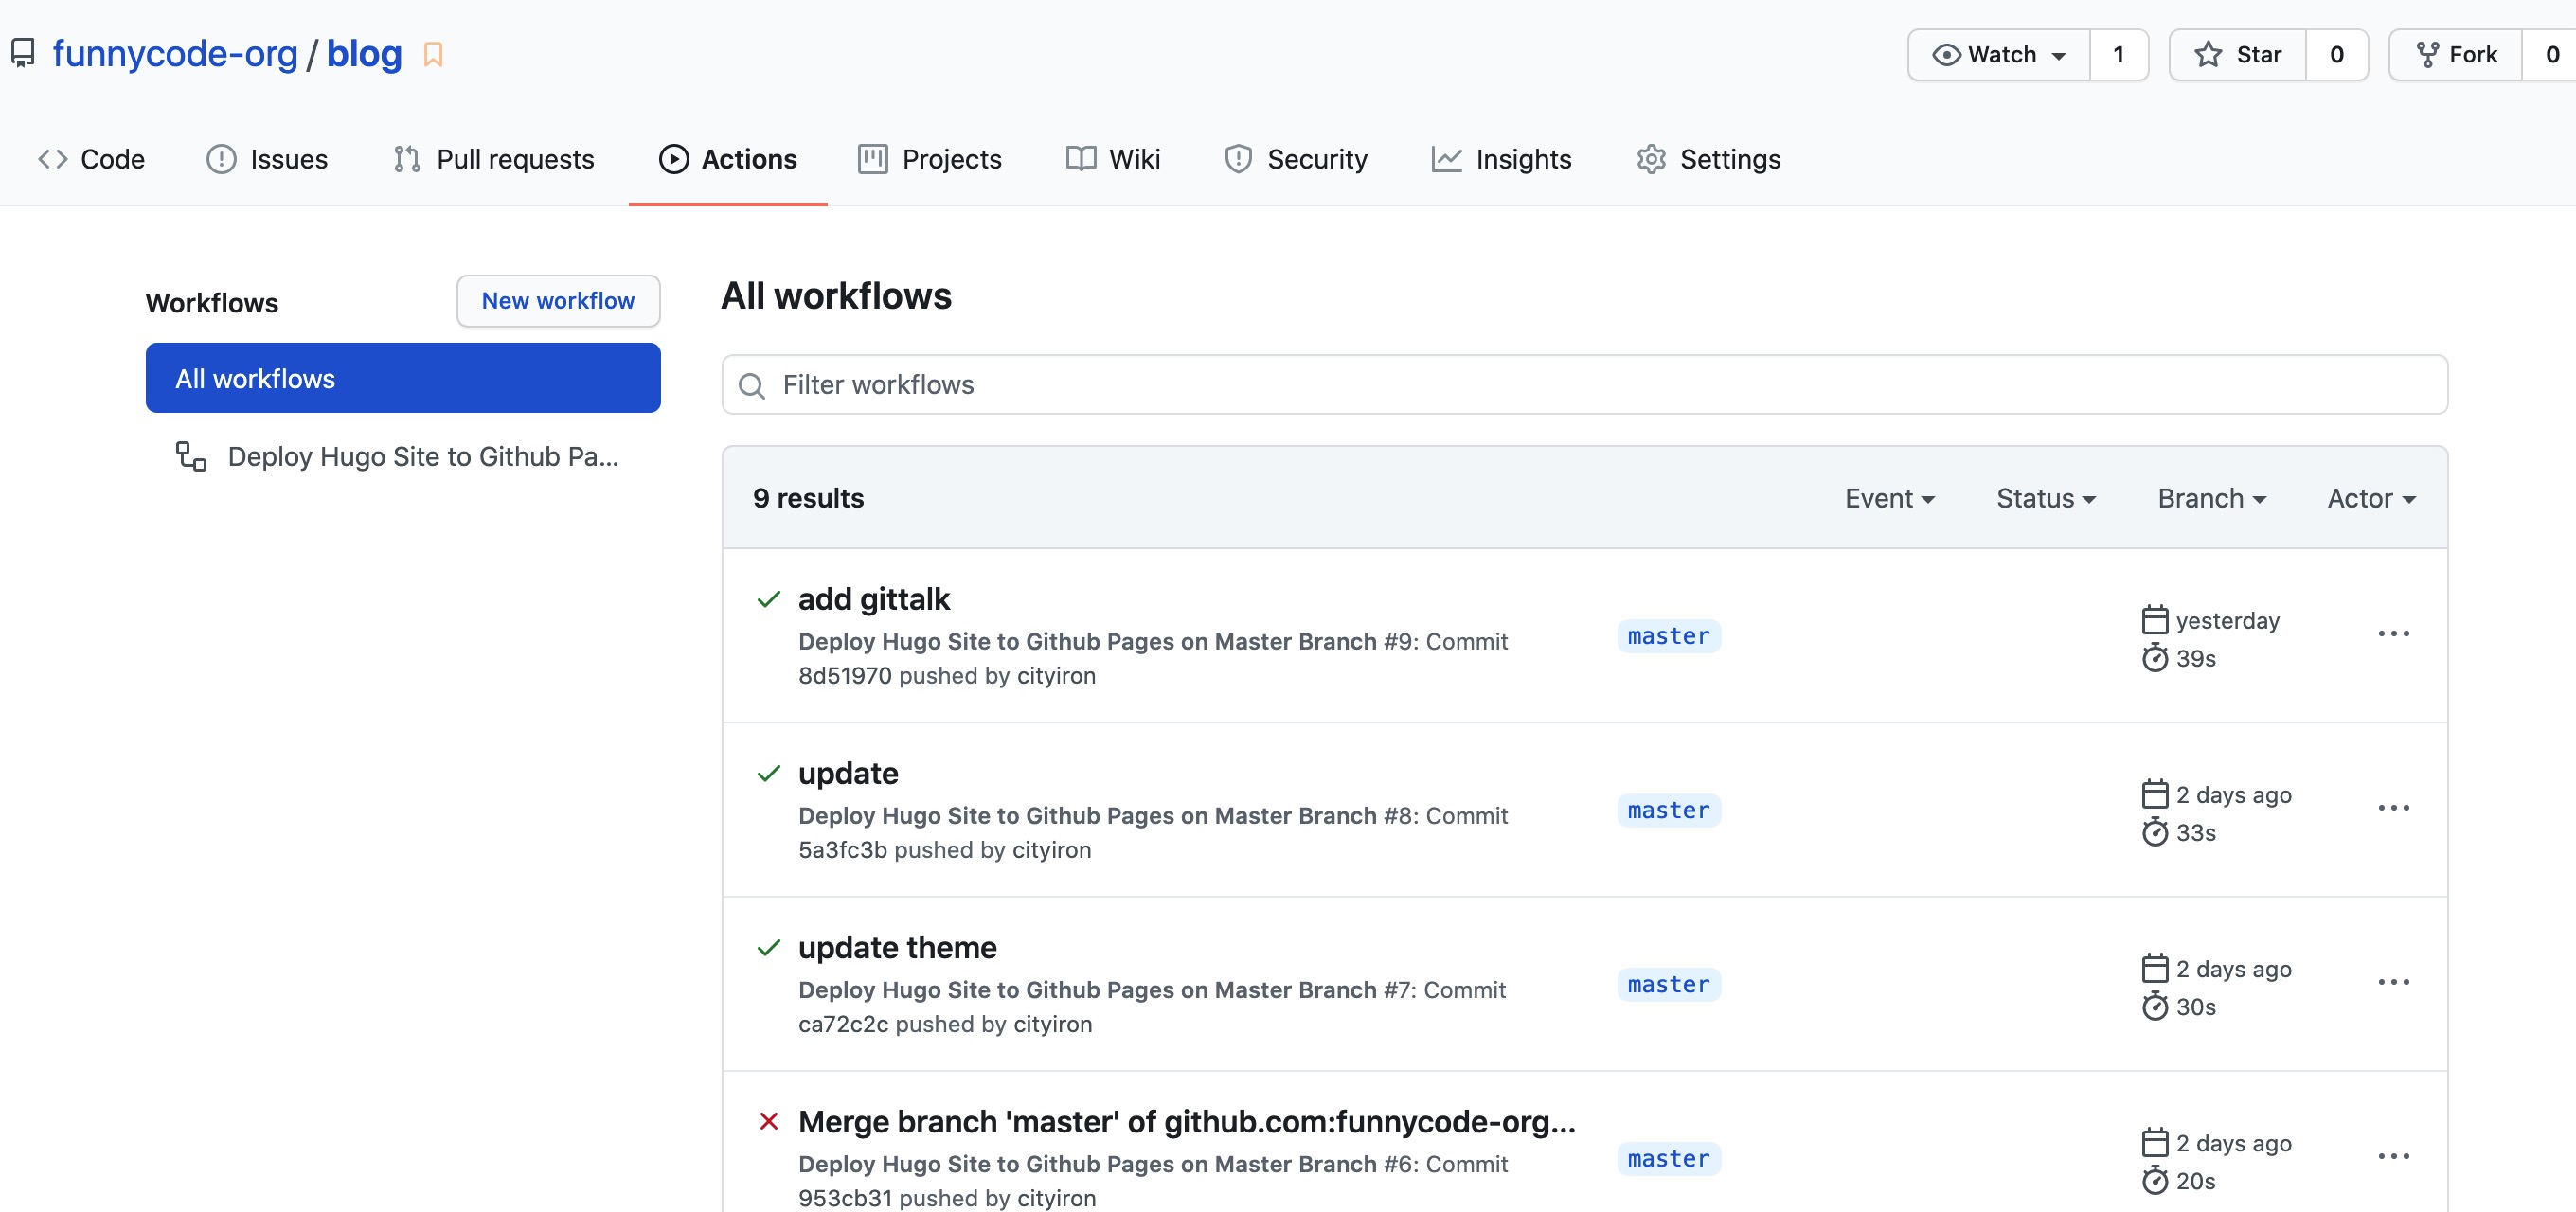 funnycode-org / blog
Watch 1 Star 0 Fork 0
Code Issues Pull requests Actions Projects Wiki Security Insights Settings
Workflows
New workflow
All workflows
Deploy Hugo Site to Github Pa...
All workflows
Filter workflows
9 results Event Status Branch Actor
add gittalk
Deploy Hugo Site to Github Pages on Master Branch #9: Commit
8d51970 pushed by cityiron
master
yesterday
39s
update
Deploy Hugo Site to Github Pages on Master Branch #8: Commit
5a3fc3b pushed by cityiron
master
2 days ago
33s
update theme
Deploy Hugo Site to Github Pages on Master Branch #7: Commit
ca72c2c pushed by cityiron
master
2 days ago
30s
Merge branch 'master' of github.com:funnycode-org...
Deploy Hugo Site to Github Pages on Master Branch #6: Commit
953cb31 pushed by cityiron
master
2 days ago
20s